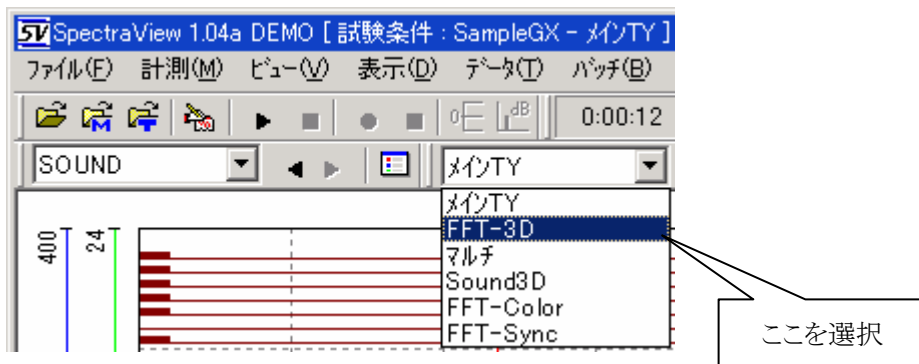 SV SpectraView 1.04a DEMO [ 試験条件 : SampleGX - メインTY ]
ファイル(F) 計測(M) ビュー(V) 表示(D) データ(T) バッチ(B)
M T dB 0:00:12
SOUND メインTY
メインTY
FFT-3D
マルチ
Sound3D
FFT-Color
FFT-Sync
400 24
ここを選択